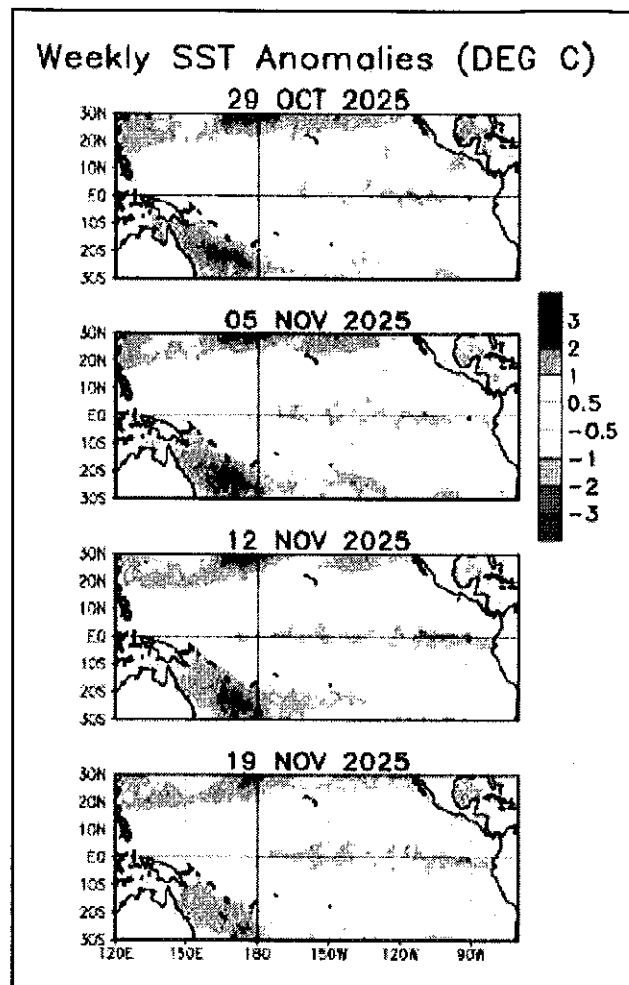 Weekly SST Anomalies (DEG C)
29 OCT 2025
30N
20N
10N
EQ
10S
20S
30S
05 NOV 2025
30N
20N
10N
EQ
10S
20S
30S
3
2
1
0.5
-0.5
-1
-2
-3
12 NOV 2025
30N
20N
10N
EQ
10S
20S
30S
19 NOV 2025
30N
20N
10N
EQ
10S
20S
30S
120E 150E 180 150W 120W 90W